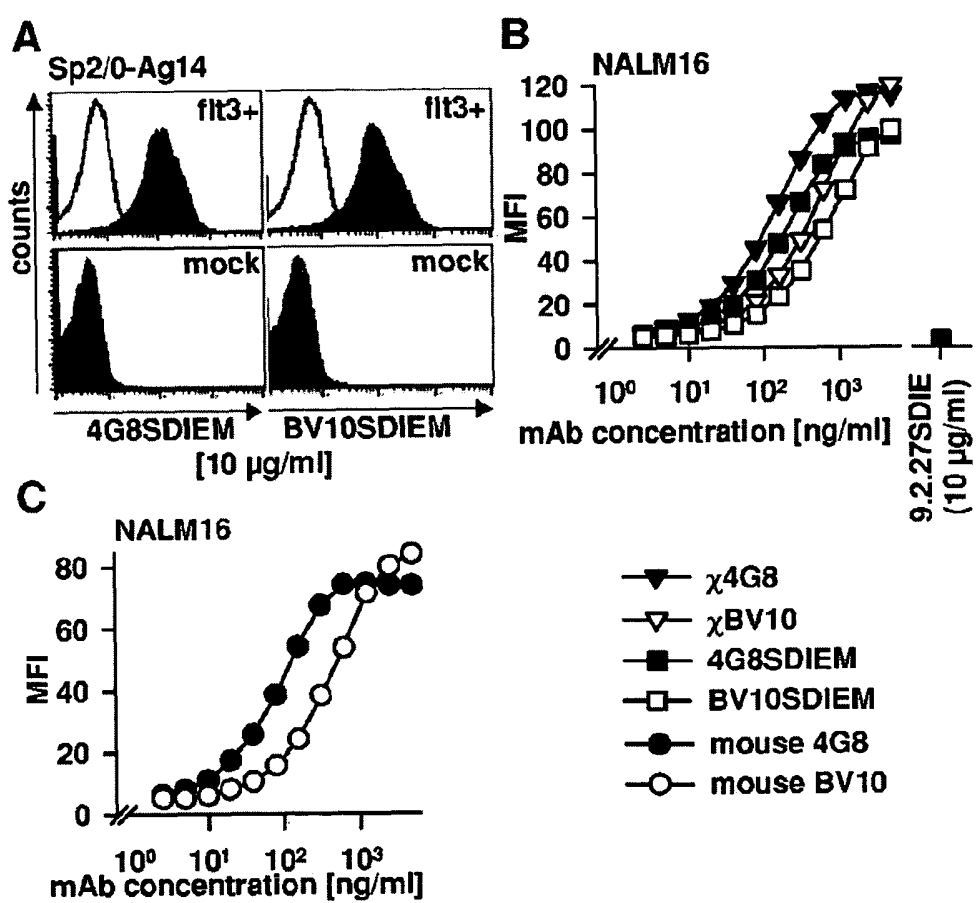 A
Sp2/0-Ag14
flt3+
flt3+
counts
mock
mock
4G8SDIEM
BV10SDIEM
[10 µg/ml]
B
NALM16
120
100
80
60
40
20
0
MFI
10⁰
10¹
10²
10³
mAb concentration [ng/ml]
9.2.27SDIE
(10 µg/ml)
C
NALM16
80
60
40
20
0
MFI
10⁰
10¹
10²
10³
mAb concentration [ng/ml]
χ4G8
χBV10
4G8SDIEM
BV10SDIEM
mouse 4G8
mouse BV10